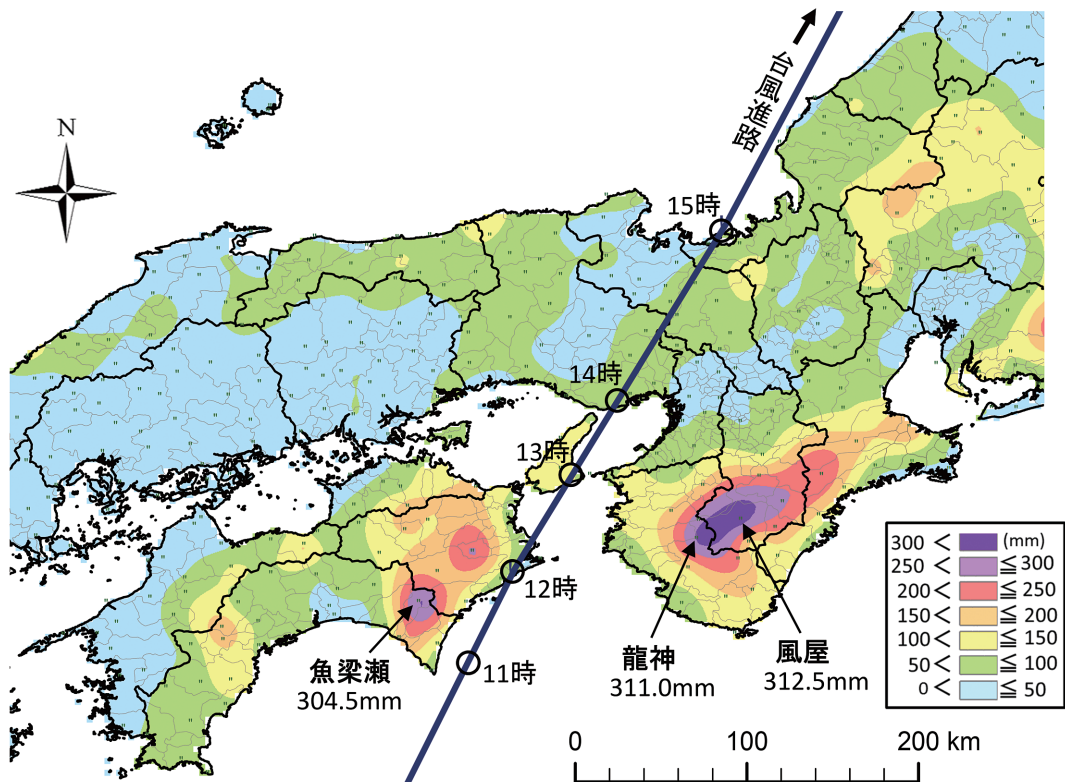 台風進路
N
15時
14時
13時
12時
11時
魚梁瀬
304.5mm
龍神
311.0mm
風屋
312.5mm
300 < (mm)
250 < ≦ 300
200 < ≦ 250
150 < ≦ 200
100 < ≦ 150
50 < ≦ 100
0 < ≦ 50
0 100 200 km